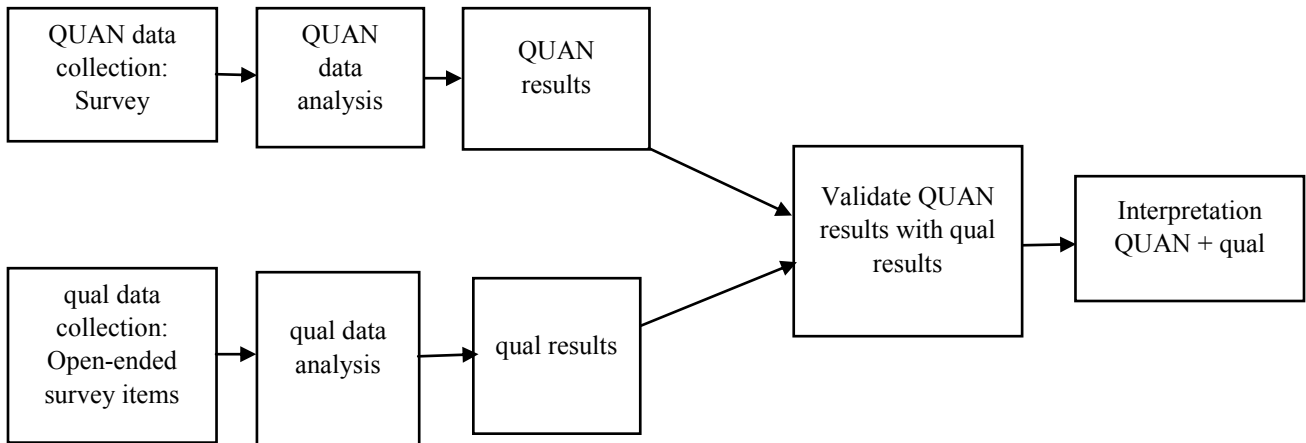 QUAN data
collection:
Survey
QUAN
data
analysis
QUAN
results
Validate QUAN
results with qual
results
Interpretation
QUAN + qual
qual data
collection:
Open-ended
survey items
qual data
analysis
qual results